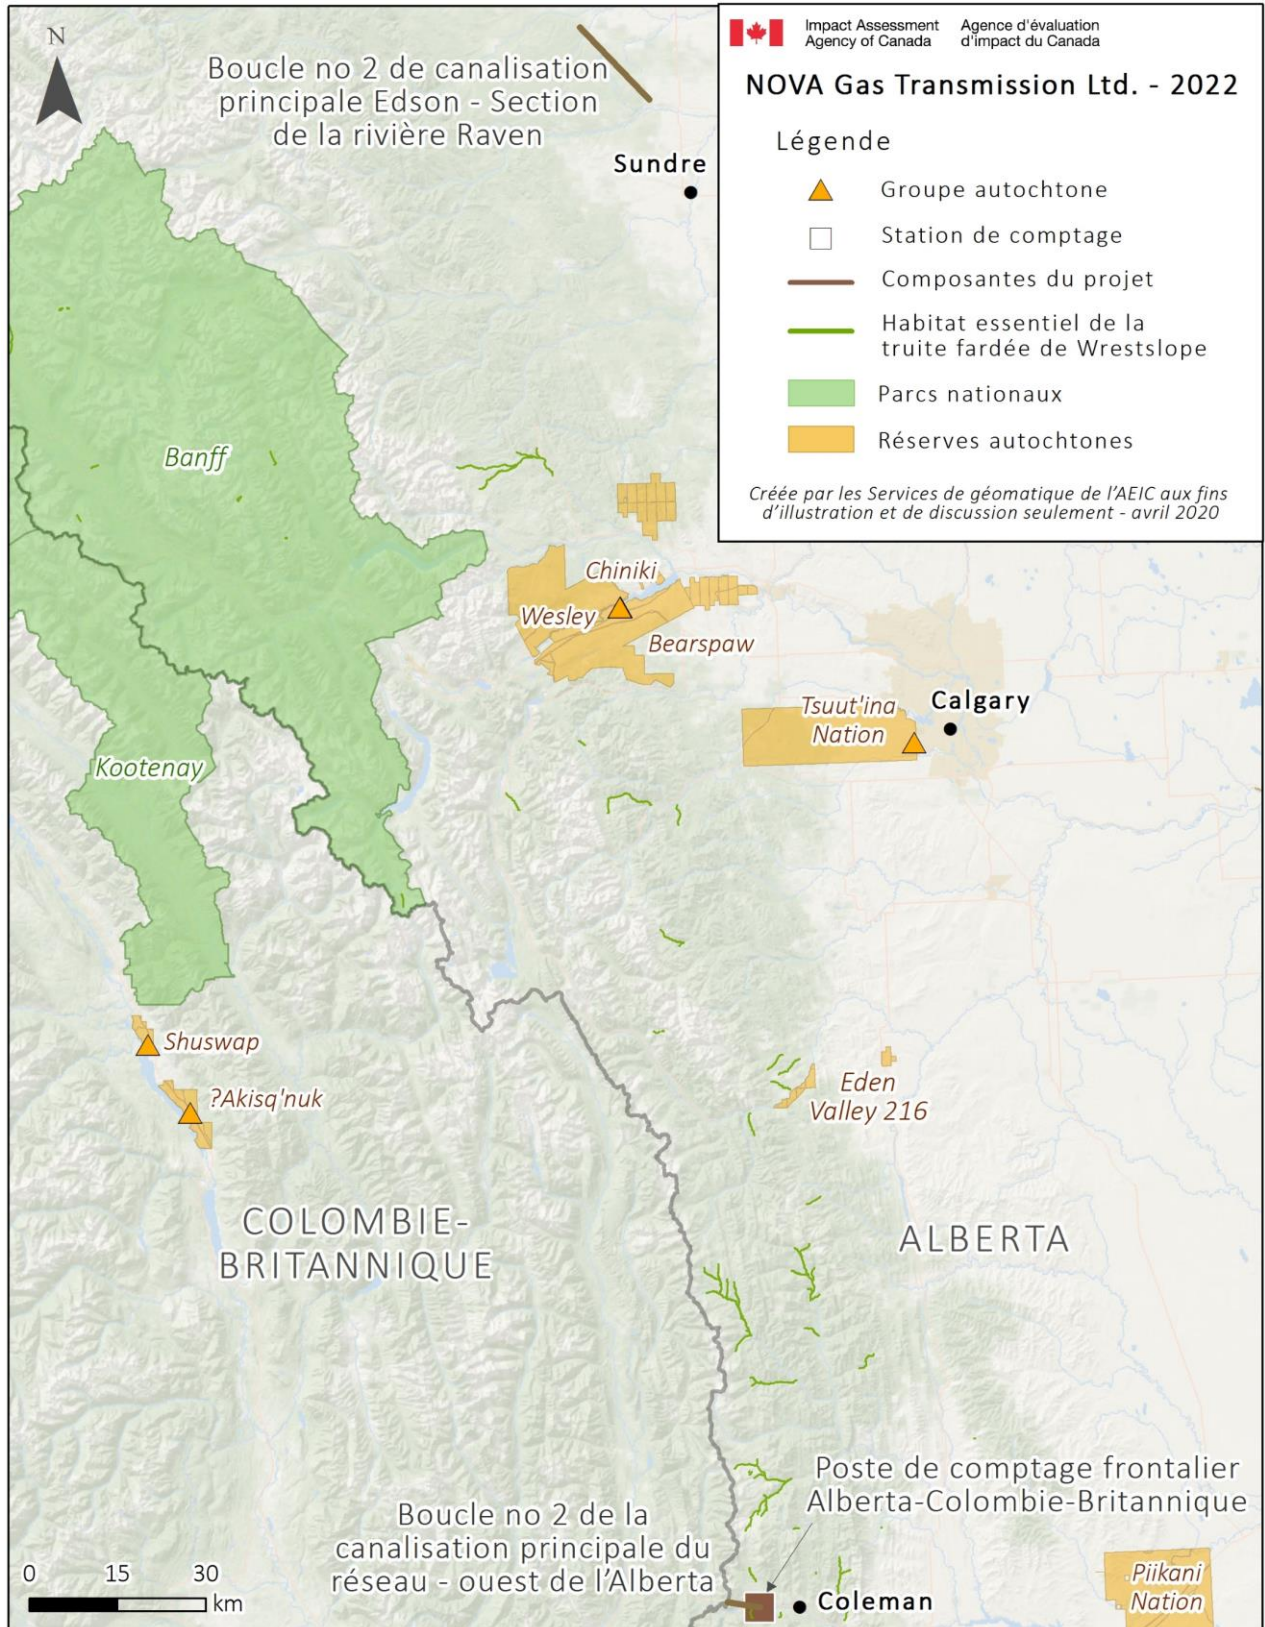 N
Boucle no 2 de canalisation
principale Edson - Section
de la rivière Raven
Sundre
Impact Assessment
Agency of Canada
Agence d'évaluation
d'impact du Canada
NOVA Gas Transmission Ltd. - 2022
Légende
Groupe autochtone
Station de comptage
Composantes du projet
Habitat essentiel de la
truite fardée de Wrestslope
Parcs nationaux
Réserves autochtones
Créée par les Services de géomatique de l'AEIC aux fins
d'illustration et de discussion seulement - avril 2020
Banff
Chiniki
Wesley
Bearspaw
Tsuut'ina
Nation
Calgary
Kootenay
Shuswap
?Akisq'nuk
Eden
Valley 216
COLOMBIE-
BRITANNIQUE
ALBERTA
Poste de comptage frontalier
Alberta-Colombie-Britannique
Boucle no 2 de la
canalisation principale du
réseau - ouest de l'Alberta
Coleman
Piikani
Nation
0 15 30
km